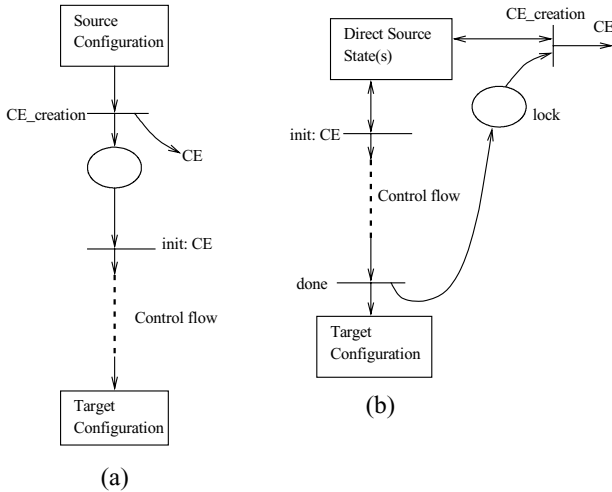 Source
Configuration
CE_creation
CE
init: CE
Control flow
Target
Configuration
(a)
CE_creation
CE
Direct Source
State(s)
lock
init: CE
Control flow
done
Target
Configuration
(b)